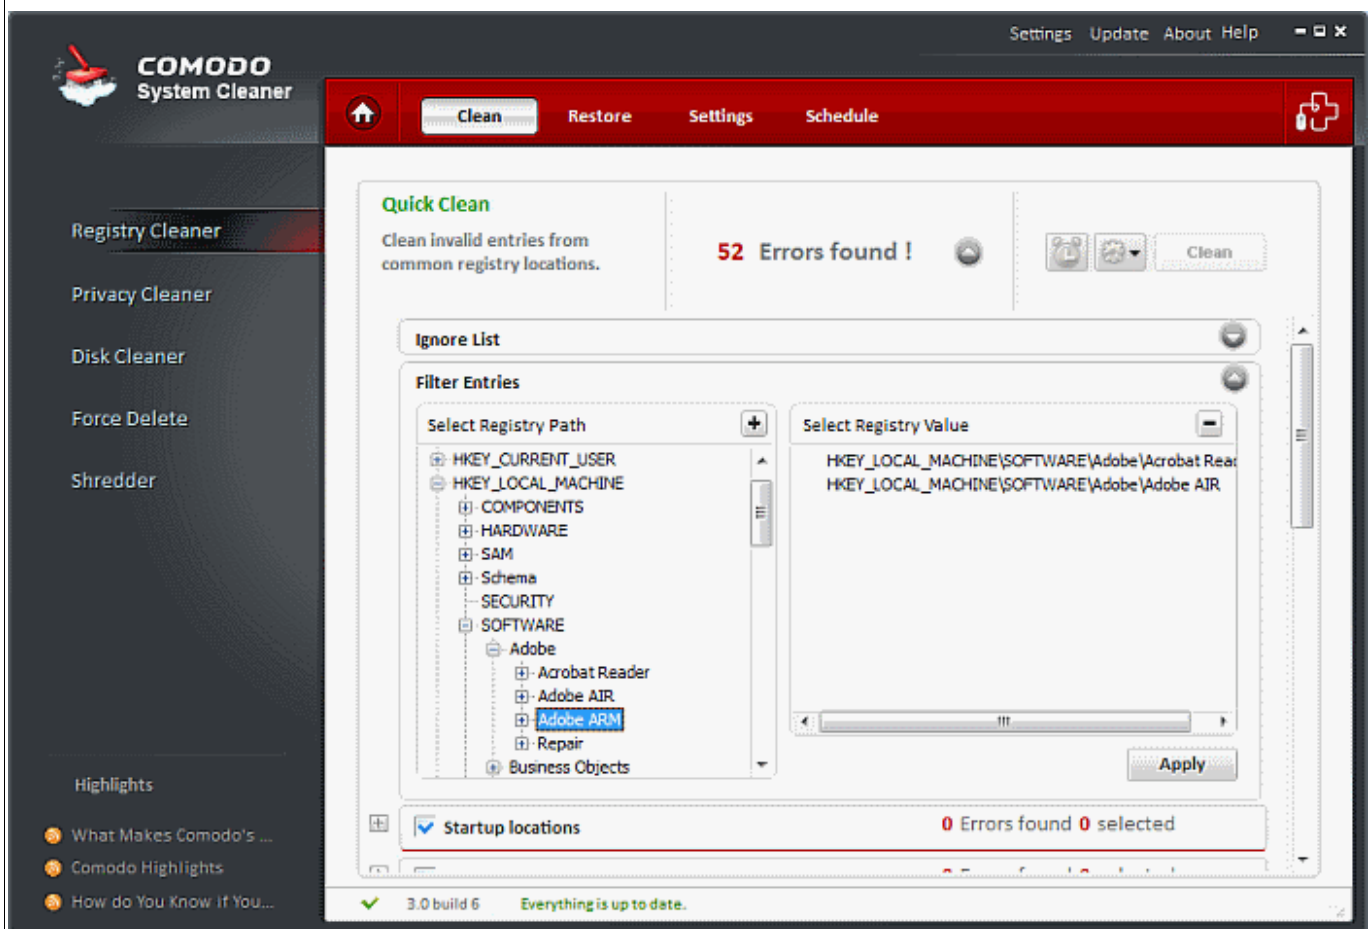 Settings Update About Help
COMODO
System Cleaner
Clean Restore Settings Schedule
Registry Cleaner
Privacy Cleaner
Disk Cleaner
Force Delete
Shredder
Quick Clean
Clean invalid entries from
common registry locations.
52 Errors found !
Clean
Ignore List
Filter Entries
Select Registry Path
HKEY_CURRENT_USER
HKEY_LOCAL_MACHINE
COMPONENTS
HARDWARE
SAM
Schema
SECURITY
SOFTWARE
Adobe
Acrobat Reader
Adobe AIR
Adobe ARM
Repair
Business Objects
Select Registry Value
HKEY_LOCAL_MACHINE\SOFTWARE\Adobe\Acrobat Read
HKEY_LOCAL_MACHINE\SOFTWARE\Adobe\Adobe AIR
Apply
Startup locations 0 Errors found 0 selected
Highlights
What Makes Comodo's ...
Comodo Highlights
How do You Know if You...
3.0 build 6 Everything is up to date.